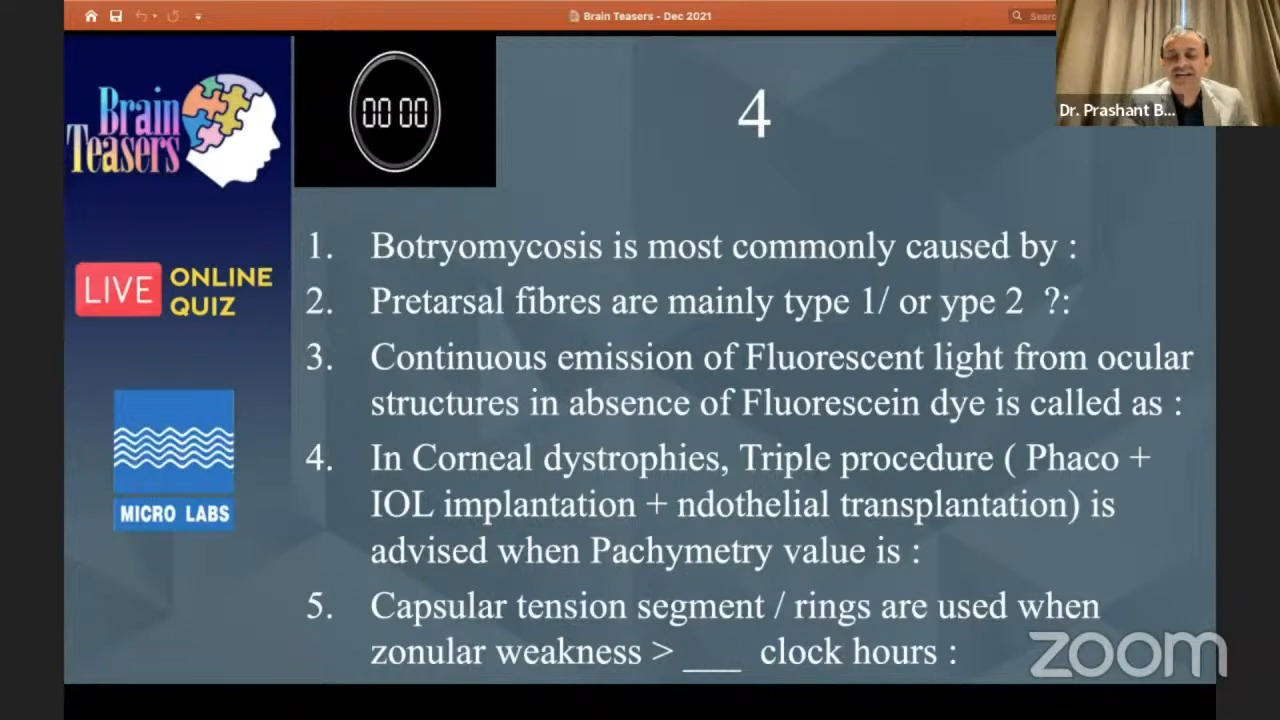 Brain Teasers - Dec 2021
Brain
Teasers
00 00
4
Dr. Prashant B...
LIVE ONLINE
QUIZ
MICRO LABS
1. Botryomycosis is most commonly caused by :
2. Pretarsal fibres are mainly type 1/ or ype 2 ?:
3. Continuous emission of Fluorescent light from ocular
structures in absence of Fluorescein dye is called as :
4. In Corneal dystrophies, Triple procedure ( Phaco +
IOL implantation + ndothelial transplantation) is
advised when Pachymetry value is :
5. Capsular tension segment / rings are used when
zonular weakness > ___ clock hours :
zoom